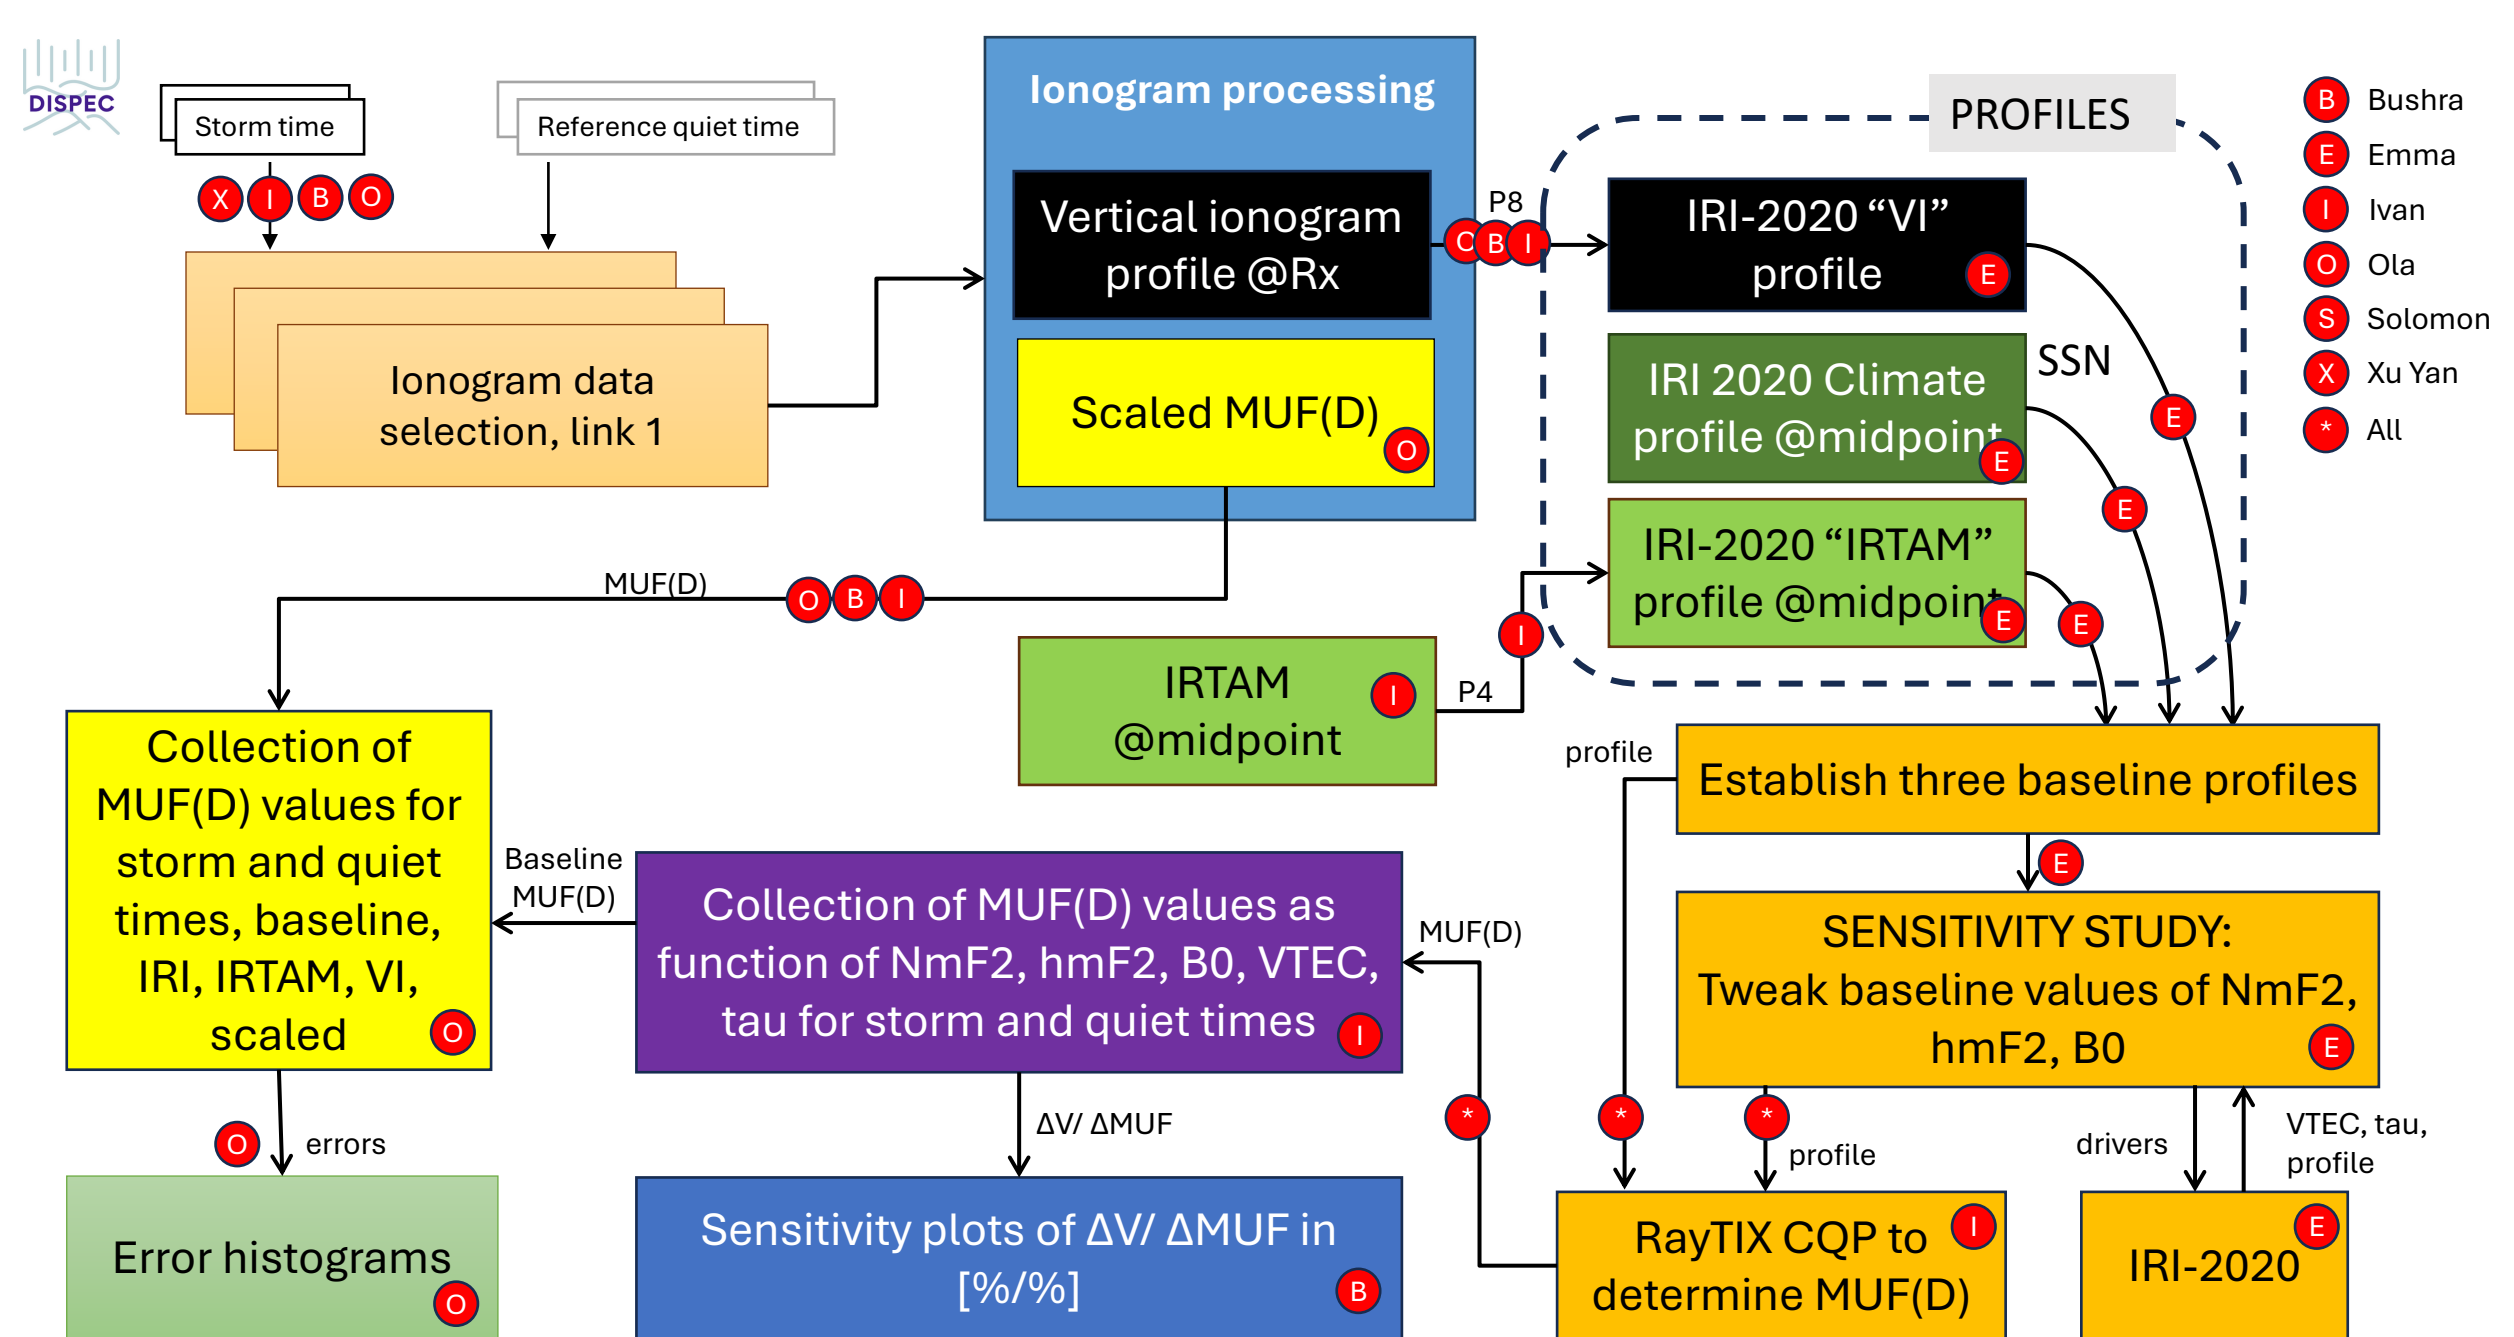 DISPEC
Storm time
Reference quiet time
X
I
B
O
Ionogram data
selection, link 1
Ionogram processing
Vertical ionogram
profile @Rx
Scaled MUF(D)
O
P8
O
B
I
PROFILES
IRI-2020 “VI”
profile
E
IRI 2020 Climate
profile @midpoint
E
SSN
IRI-2020 “IRTAM”
profile @midpoint
E
E
E
E
B Bushra
E Emma
I Ivan
O Ola
S Solomon
X Xu Yan
* All
MUF(D)
O
B
I
IRTAM
@midpoint
I
P4
I
Establish three baseline profiles
profile
E
SENSITIVITY STUDY:
Tweak baseline values of NmF2,
hmF2, B0
E
*
*
profile
drivers
VTEC, tau,
profile
RayTIX CQP to
determine MUF(D)
I
IRI-2020
E
MUF(D)
*
Collection of MUF(D) values as
function of NmF2, hmF2, B0, VTEC,
tau for storm and quiet times
I
Baseline
MUF(D)
Collection of
MUF(D) values for
storm and quiet
times, baseline,
IRI, IRTAM, VI,
scaled
O
ΔV/ ΔMUF
Sensitivity plots of ΔV/ ΔMUF in
[%/%]
B
O
errors
Error histograms
O